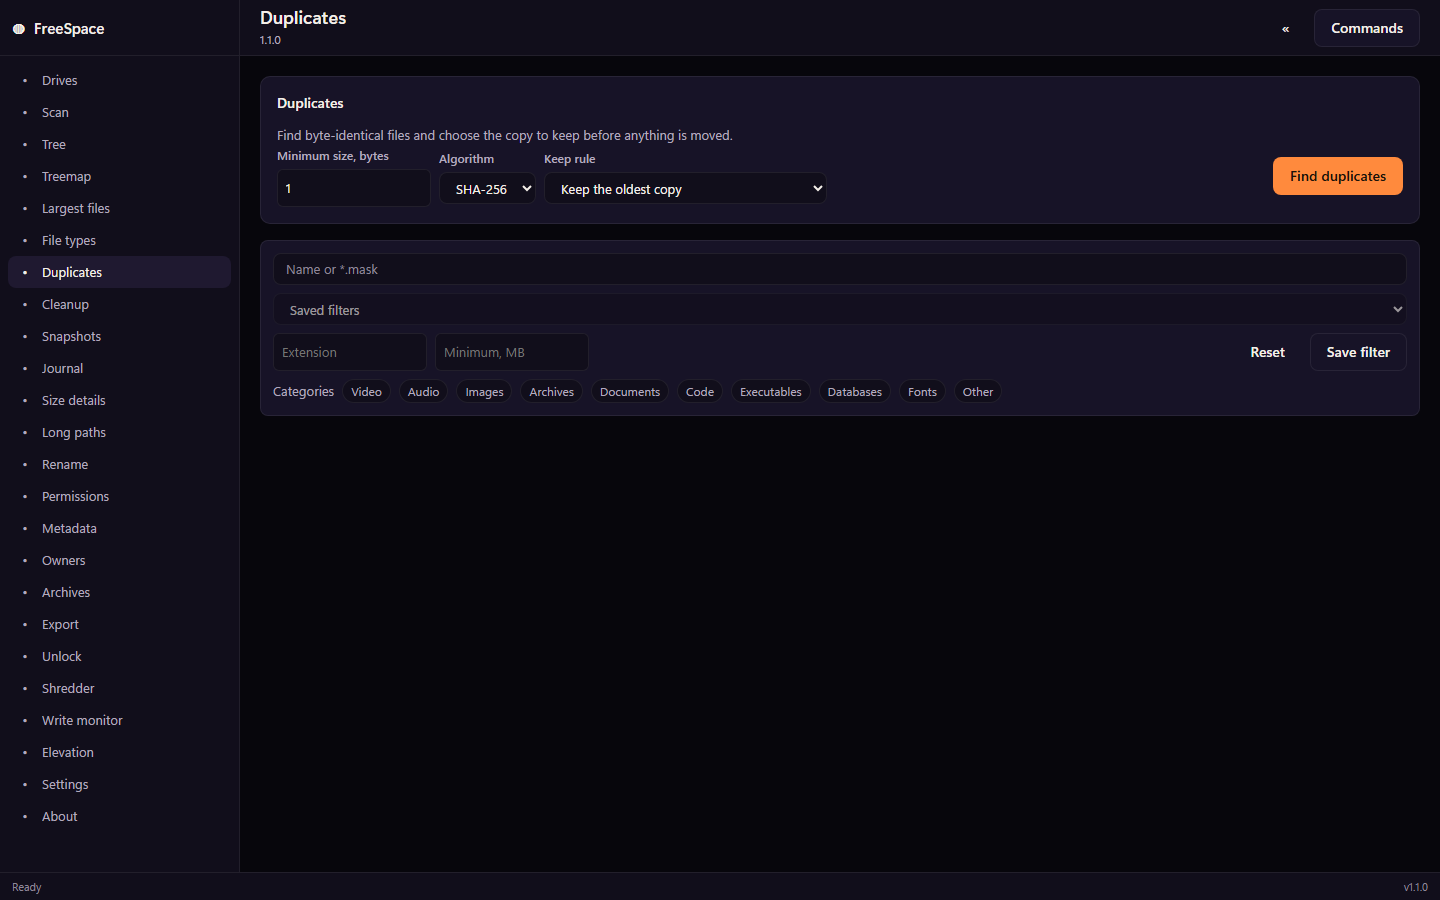 FreeSpace
Duplicates
1.1.0
«
Commands
Drives
Scan
Tree
Treemap
Largest files
File types
Duplicates
Cleanup
Snapshots
Journal
Size details
Long paths
Rename
Permissions
Metadata
Owners
Archives
Export
Unlock
Shredder
Write monitor
Elevation
Settings
About
Duplicates
Find byte-identical files and choose the copy to keep before anything is moved.
Minimum size, bytes Algorithm Keep rule
1 SHA-256 Keep the oldest copy Find duplicates
Name or *.mask
Saved filters
Extension Minimum, MB Reset Save filter
Categories Video Audio Images Archives Documents Code Executables Databases Fonts Other
Ready v1.1.0